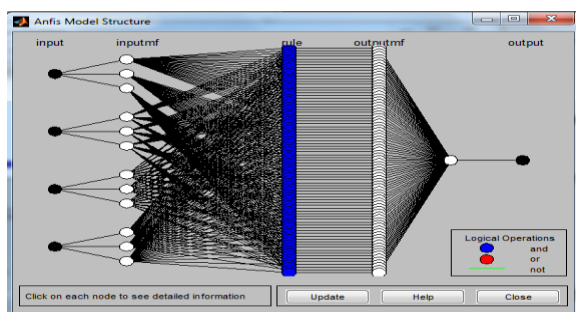 Anfis Model Structure
input inputmf rule outputmf output
Logical Operations
and
or
not
Click on each node to see detailed information Update Help Close